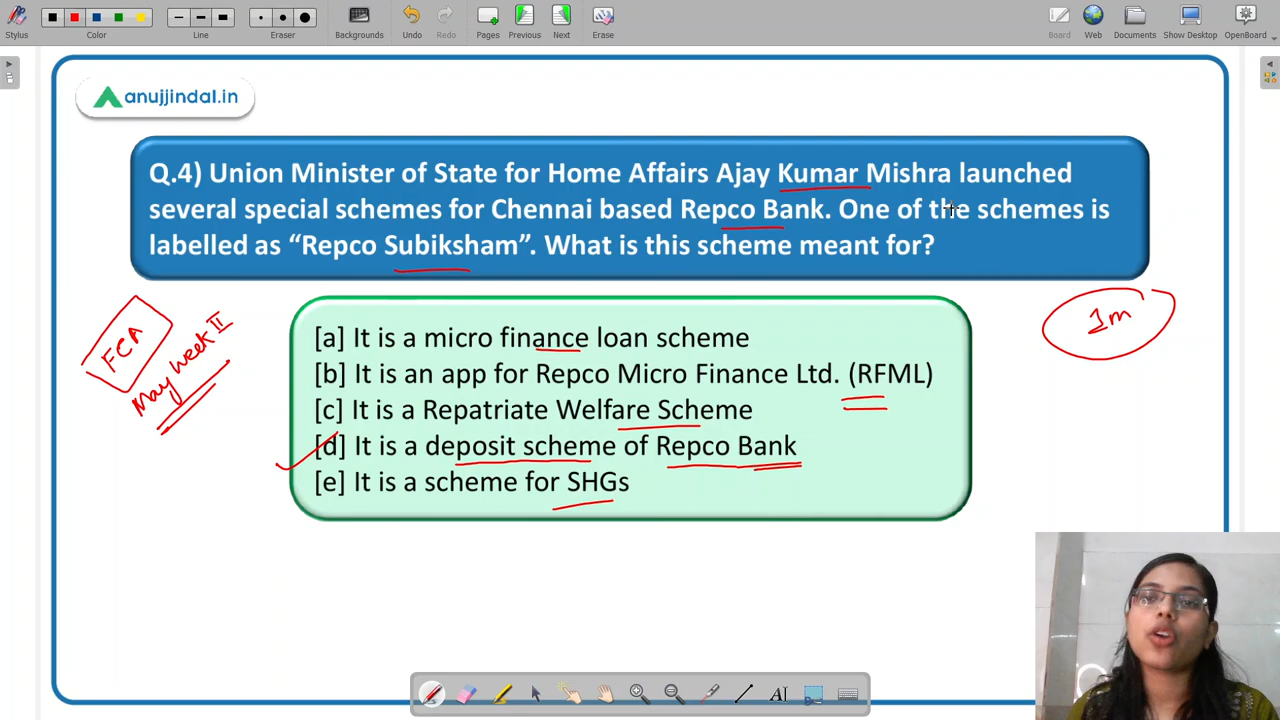 Stylus
Color
Line
Eraser
Backgrounds
Undo
Redo
Pages
Previous
Next
Erase
Board
Web
Documents
Show Desktop
OpenBoard
anujjindal.in
Q.4) Union Minister of State for Home Affairs Ajay Kumar Mishra launched
several special schemes for Chennai based Repco Bank. One of the schemes is
labelled as “Repco Subiksham”. What is this scheme meant for?
FCA
May week II
1m
[a] It is a micro finance loan scheme
[b] It is an app for Repco Micro Finance Ltd. (RFML)
[c] It is a Repatriate Welfare Scheme
[d] It is a deposit scheme of Repco Bank
[e] It is a scheme for SHGs